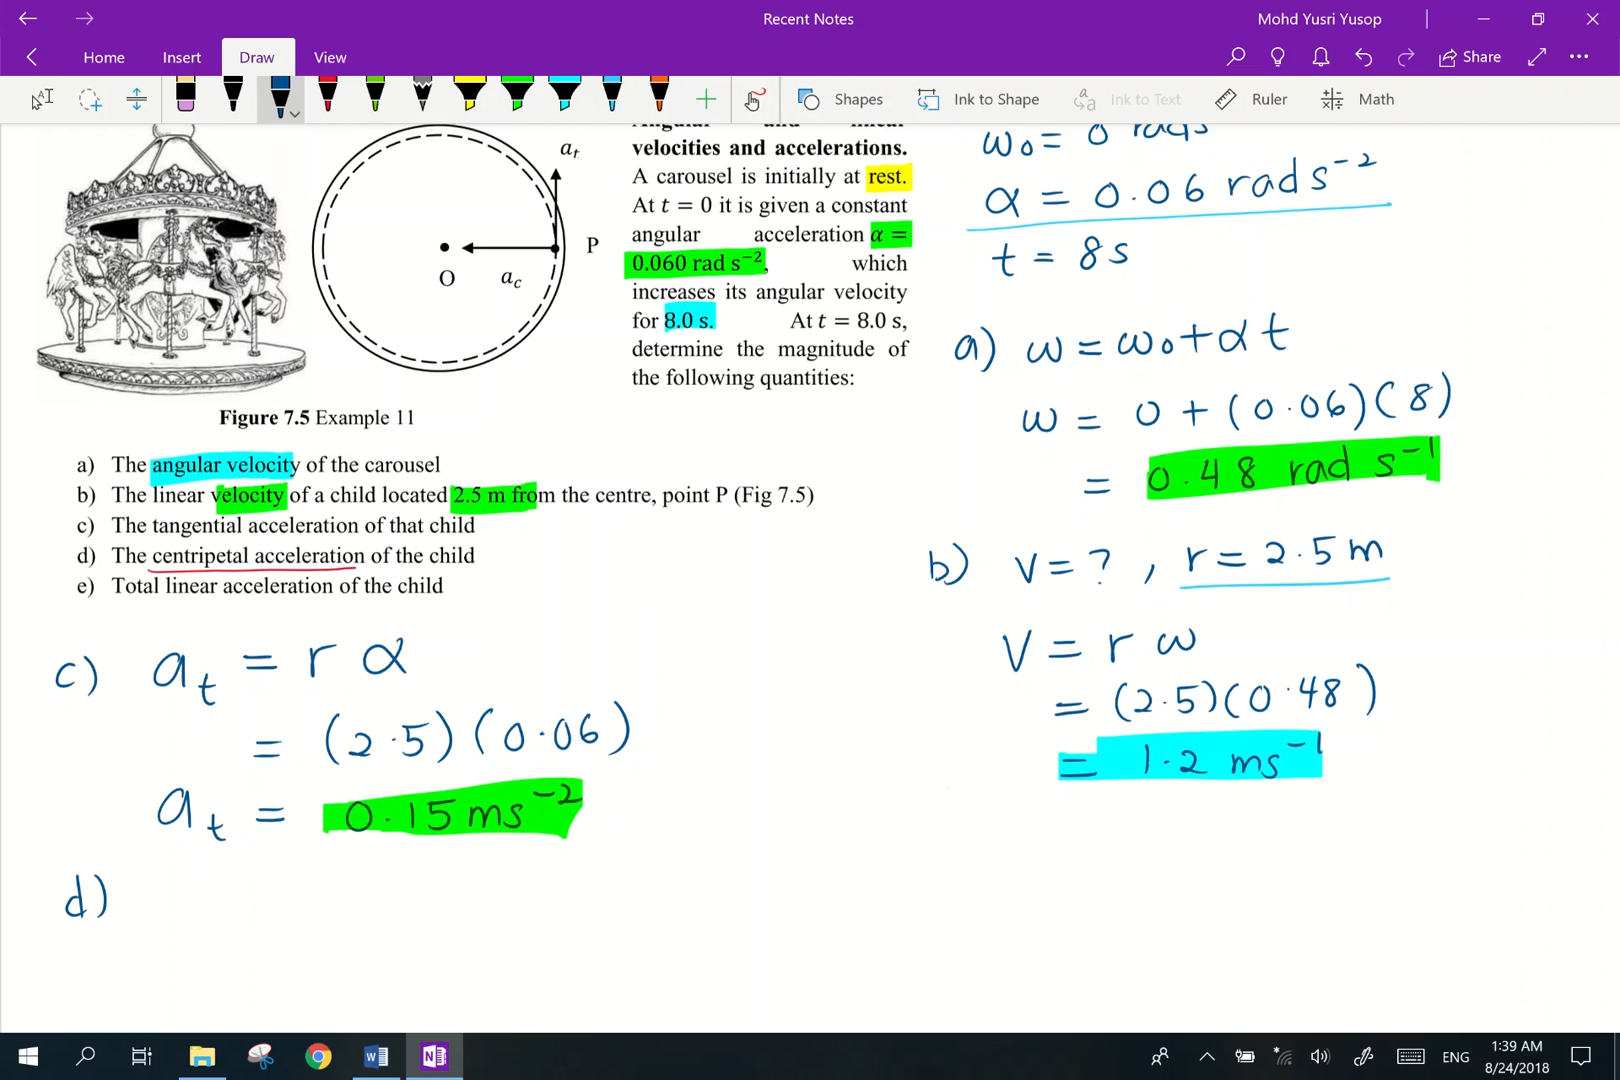 Recent Notes
Mohd Yusri Yusop
Home Insert Draw View
Share
Shapes Ink to Shape Ink to Text Ruler Math
Angular and linear
velocities and accelerations.
A carousel is initially at rest.
At t = 0 it is given a constant
angular acceleration α =
0.060 rad s⁻², which
increases its angular velocity
for 8.0 s. At t = 8.0 s,
determine the magnitude of
the following quantities:
aₜ
P
O
a꜀
Figure 7.5 Example 11
a) The angular velocity of the carousel
b) The linear velocity of a child located 2.5 m from the centre, point P (Fig 7.5)
c) The tangential acceleration of that child
d) The centripetal acceleration of the child
e) Total linear acceleration of the child
c) aₜ = r α
= (2.5)(0.06)
aₜ = 0.15 ms⁻²
d)
ω₀ = 0 rads
α = 0.06 rad s⁻²
t = 8s
a) ω = ω₀ + α t
ω = 0 + (0.06)(8)
= 0.48 rad s⁻¹
b) V = ? , r = 2.5 m
V = r ω
= (2.5)(0.48)
= 1.2 ms⁻¹
ENG
1:39 AM
8/24/2018